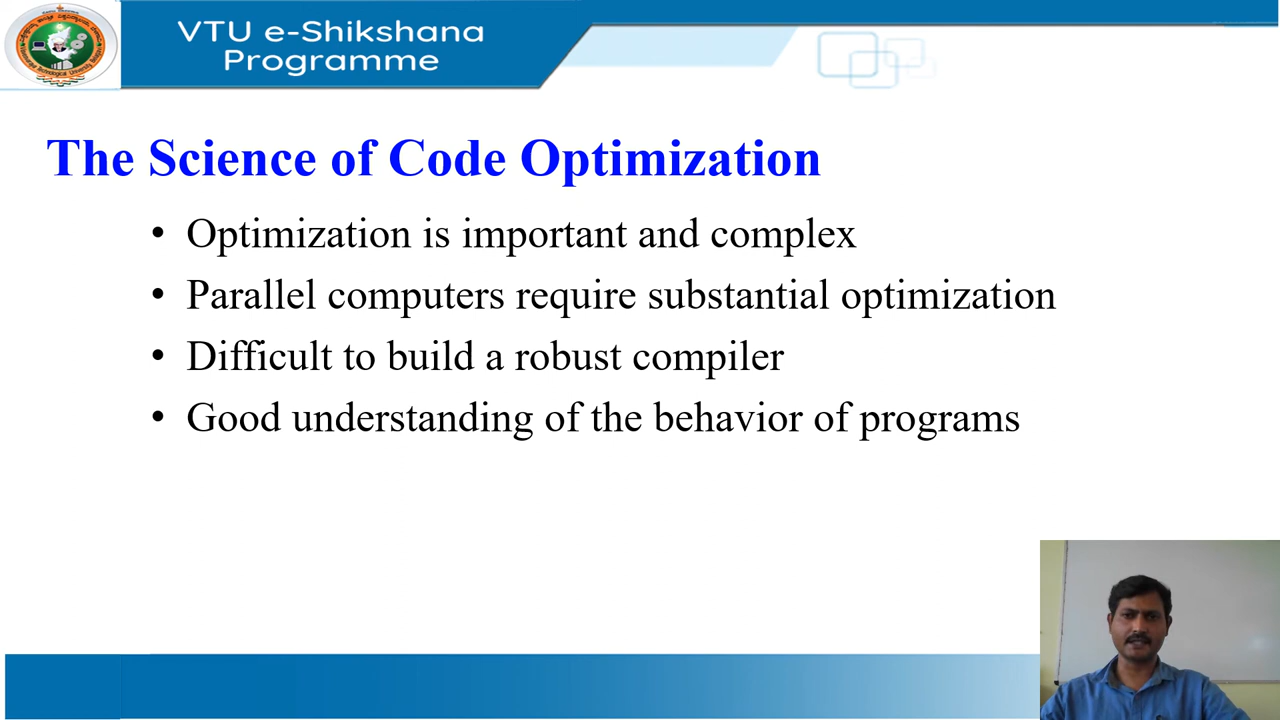 VTU e-Shikshana
Programme
The Science of Code Optimization
• Optimization is important and complex
• Parallel computers require substantial optimization
• Difficult to build a robust compiler
• Good understanding of the behavior of programs